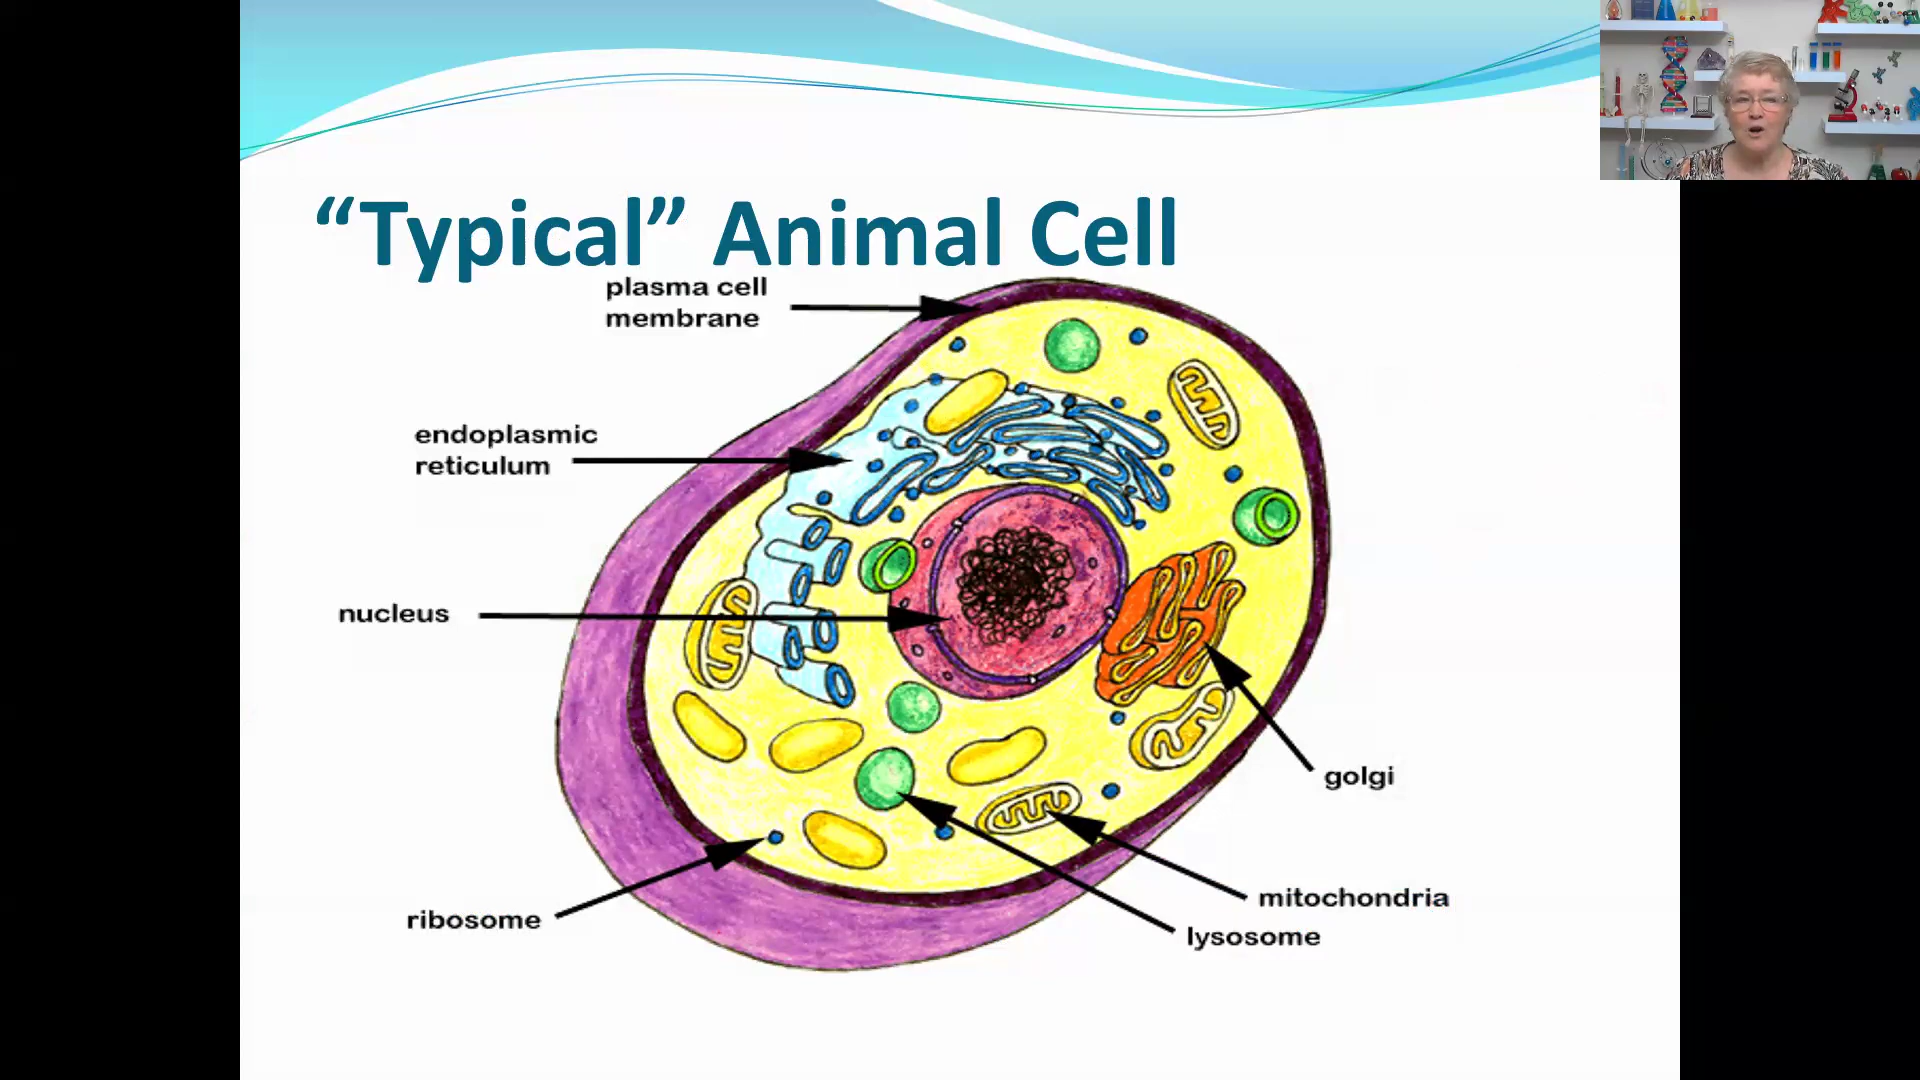 “Typical” Animal Cell
plasma cell
membrane
endoplasmic
reticulum
nucleus
golgi
mitochondria
ribosome
lysosome